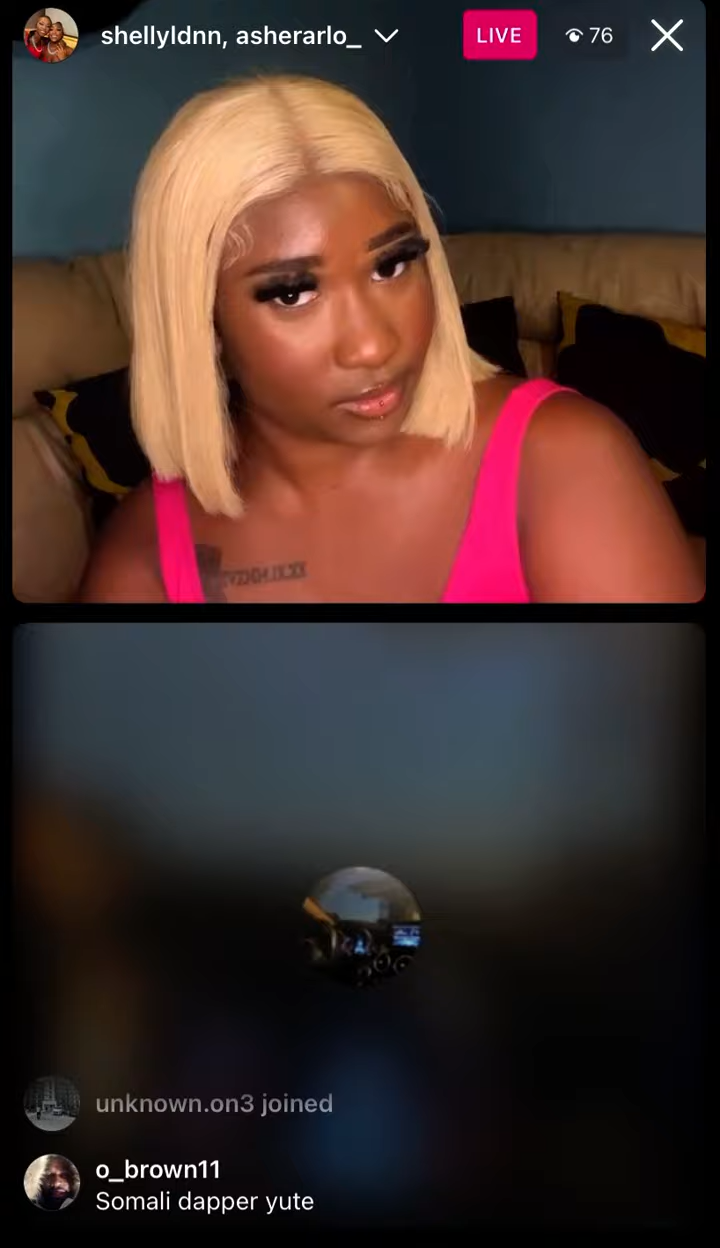 shellyldnn, asherarlo_
LIVE
76
unknown.on3 joined
o_brown11
Somali dapper yute